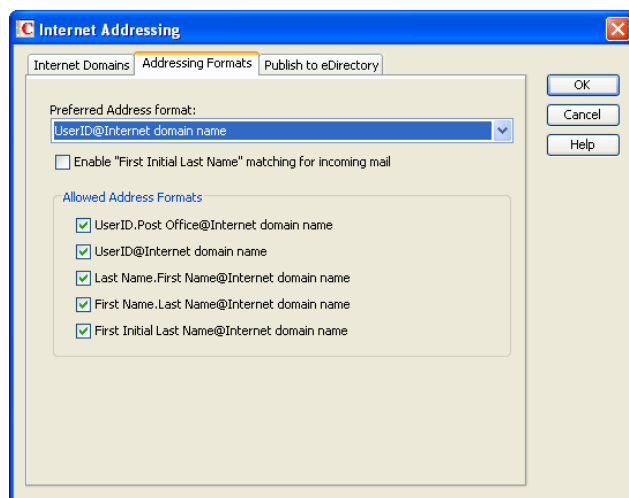 Internet Addressing
Internet Domains
Addressing Formats
Publish to eDirectory
OK
Cancel
Help
Preferred Address format:
UserID@Internet domain name
Enable "First Initial Last Name" matching for incoming mail
Allowed Address Formats
UserID.Post Office@Internet domain name
UserID@Internet domain name
Last Name.First Name@Internet domain name
First Name.Last Name@Internet domain name
First Initial Last Name@Internet domain name